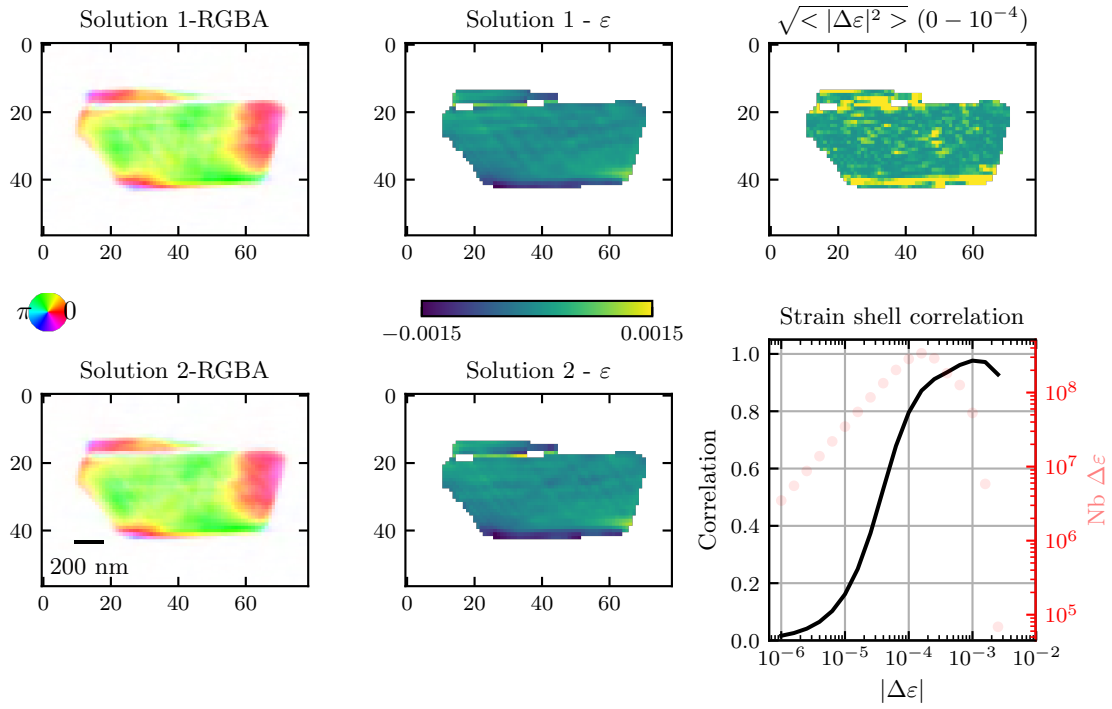 Solution 1-RGBA
Solution 1 - ε
√< |Δε|² > (0 − 10⁻⁴)
0
20
40
0 20 40 60
0
20
40
0 20 40 60
0
20
40
0 20 40 60
π 0
−0.0015 0.0015
Solution 2-RGBA
0
20
40
200 nm
0 20 40 60
Solution 2 - ε
0
20
40
0 20 40 60
Strain shell correlation
Correlation
1.0
0.8
0.6
0.4
0.2
0.0
10⁻⁶ 10⁻⁵ 10⁻⁴ 10⁻³ 10⁻²
|Δε|
10⁸
10⁷
10⁶
10⁵
Nb Δε